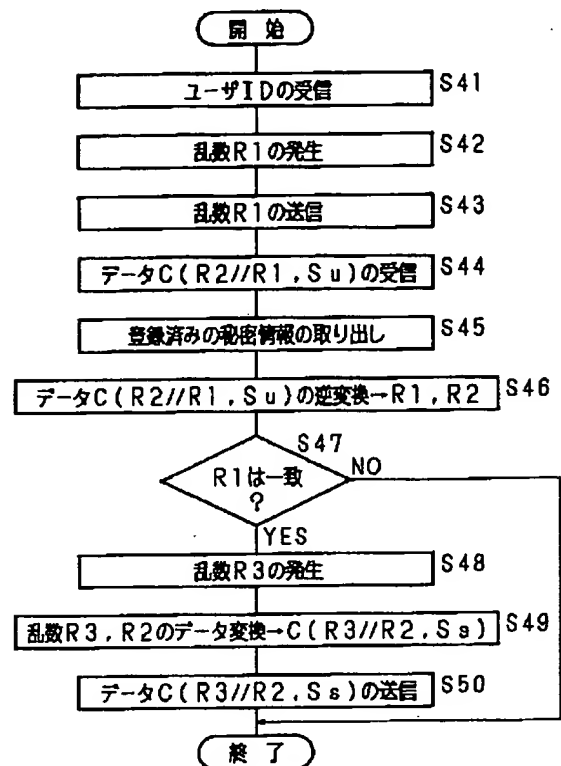 開 始
ユーザIDの受信 S41
乱数R1の発生 S42
乱数R1の送信 S43
データC(R2//R1,Su)の受信 S44
登録済みの秘密情報の取り出し S45
データC(R2//R1,Su)の逆変換→R1,R2 S46
S47
R1は一致
?
NO
YES
乱数R3の発生 S48
乱数R3,R2のデータ変換→C(R3//R2,Ss) S49
データC(R3//R2,Ss)の送信 S50
終 了